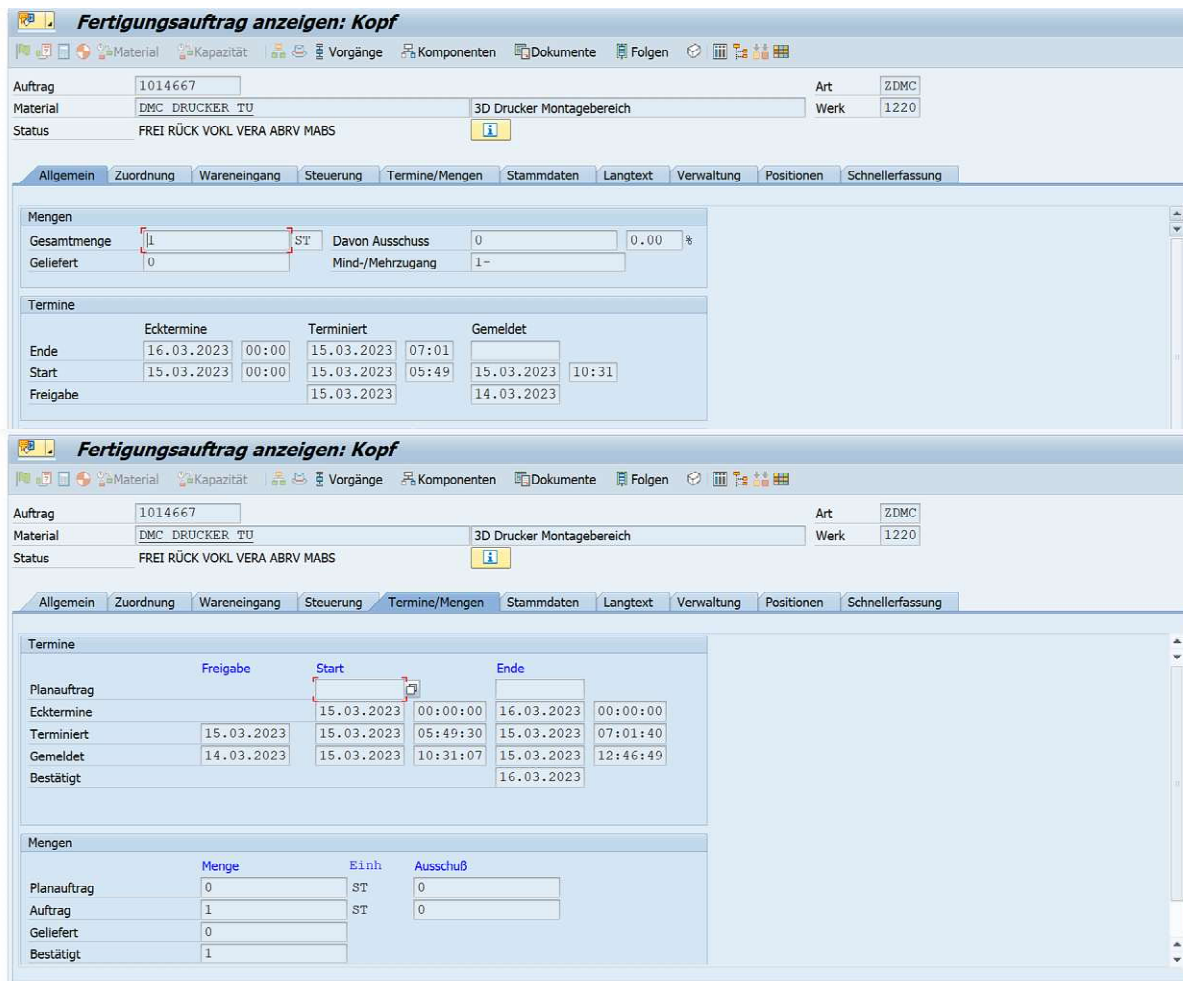 Fertigungsauftrag anzeigen: Kopf
Material Kapazität Vorgänge Komponenten Dokumente Folgen
Auftrag 1014667 Art ZDMC
Material DMC DRUCKER TU 3D Drucker Montagebereich Werk 1220
Status FREI RÜCK VOKL VERA ABRV MABS
Allgemein Zuordnung Wareneingang Steuerung Termine/Mengen Stammdaten Langtext Verwaltung Positionen Schnellerfassung
Mengen
Gesamtmenge 1 ST Davon Ausschuss 0 0.00 %
Geliefert 0 Mind-/Mehrzugang 1-
Termine
Ecktermine Terminiert Gemeldet
Ende 16.03.2023 00:00 15.03.2023 07:01
Start 15.03.2023 00:00 15.03.2023 05:49 15.03.2023 10:31
Freigabe 15.03.2023 14.03.2023
Fertigungsauftrag anzeigen: Kopf
Material Kapazität Vorgänge Komponenten Dokumente Folgen
Auftrag 1014667 Art ZDMC
Material DMC DRUCKER TU 3D Drucker Montagebereich Werk 1220
Status FREI RÜCK VOKL VERA ABRV MABS
Allgemein Zuordnung Wareneingang Steuerung Termine/Mengen Stammdaten Langtext Verwaltung Positionen Schnellerfassung
Termine
Freigabe Start Ende
Planauftrag
Ecktermine 15.03.2023 00:00:00 16.03.2023 00:00:00
Terminiert 15.03.2023 15.03.2023 05:49:30 15.03.2023 07:01:40
Gemeldet 14.03.2023 15.03.2023 10:31:07 15.03.2023 12:46:49
Bestätigt 16.03.2023
Mengen
Menge Einh Ausschuß
Planauftrag 0 ST 0
Auftrag 1 ST 0
Geliefert 0
Bestätigt 1